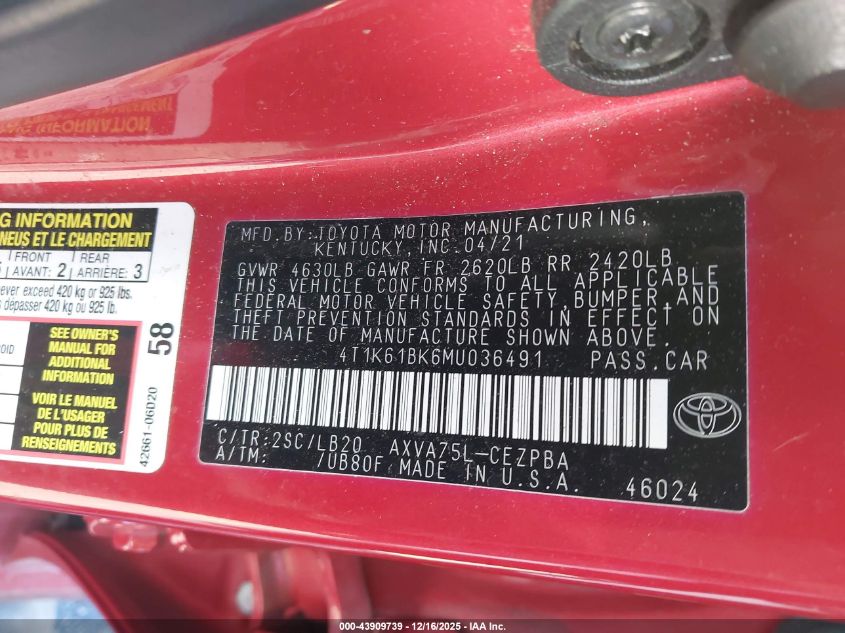 G INFORMATION
NEUS ET LE CHARGEMENT
FRONT REAR
AVANT: 2 ARRIÈRE: 3
ever exceed 420 kg or 925 lbs.
s dépasser 420 kg ou 925 lb.
SEE OWNER'S
MANUAL FOR
ADDITIONAL
INFORMATION
VOIR LE MANUEL
DE L'USAGER
POUR PLUS DE
RENSEIGNEMENTS
58
42661-06D20
MFD.BY:TOYOTA MOTOR MANUFACTURING,
KENTUCKY, INC.04/21
GVWR 4630LB GAWR FR 2620LB RR 2420LB
THIS VEHICLE CONFORMS TO ALL APPLICABLE
FEDERAL MOTOR VEHICLE SAFETY, BUMPER,AND
THEFT PREVENTION STANDARDS IN EFFECT ON
THE DATE OF MANUFACTURE SHOWN ABOVE.
4T1K61BK6MU036491 PASS.CAR
C/TR:2SC/LB20 AXVA75L-CEZPBA
A/TM: /UB80F MADE IN U.S.A.
46024
000-43909739 - 12/16/2025 - IAA Inc.